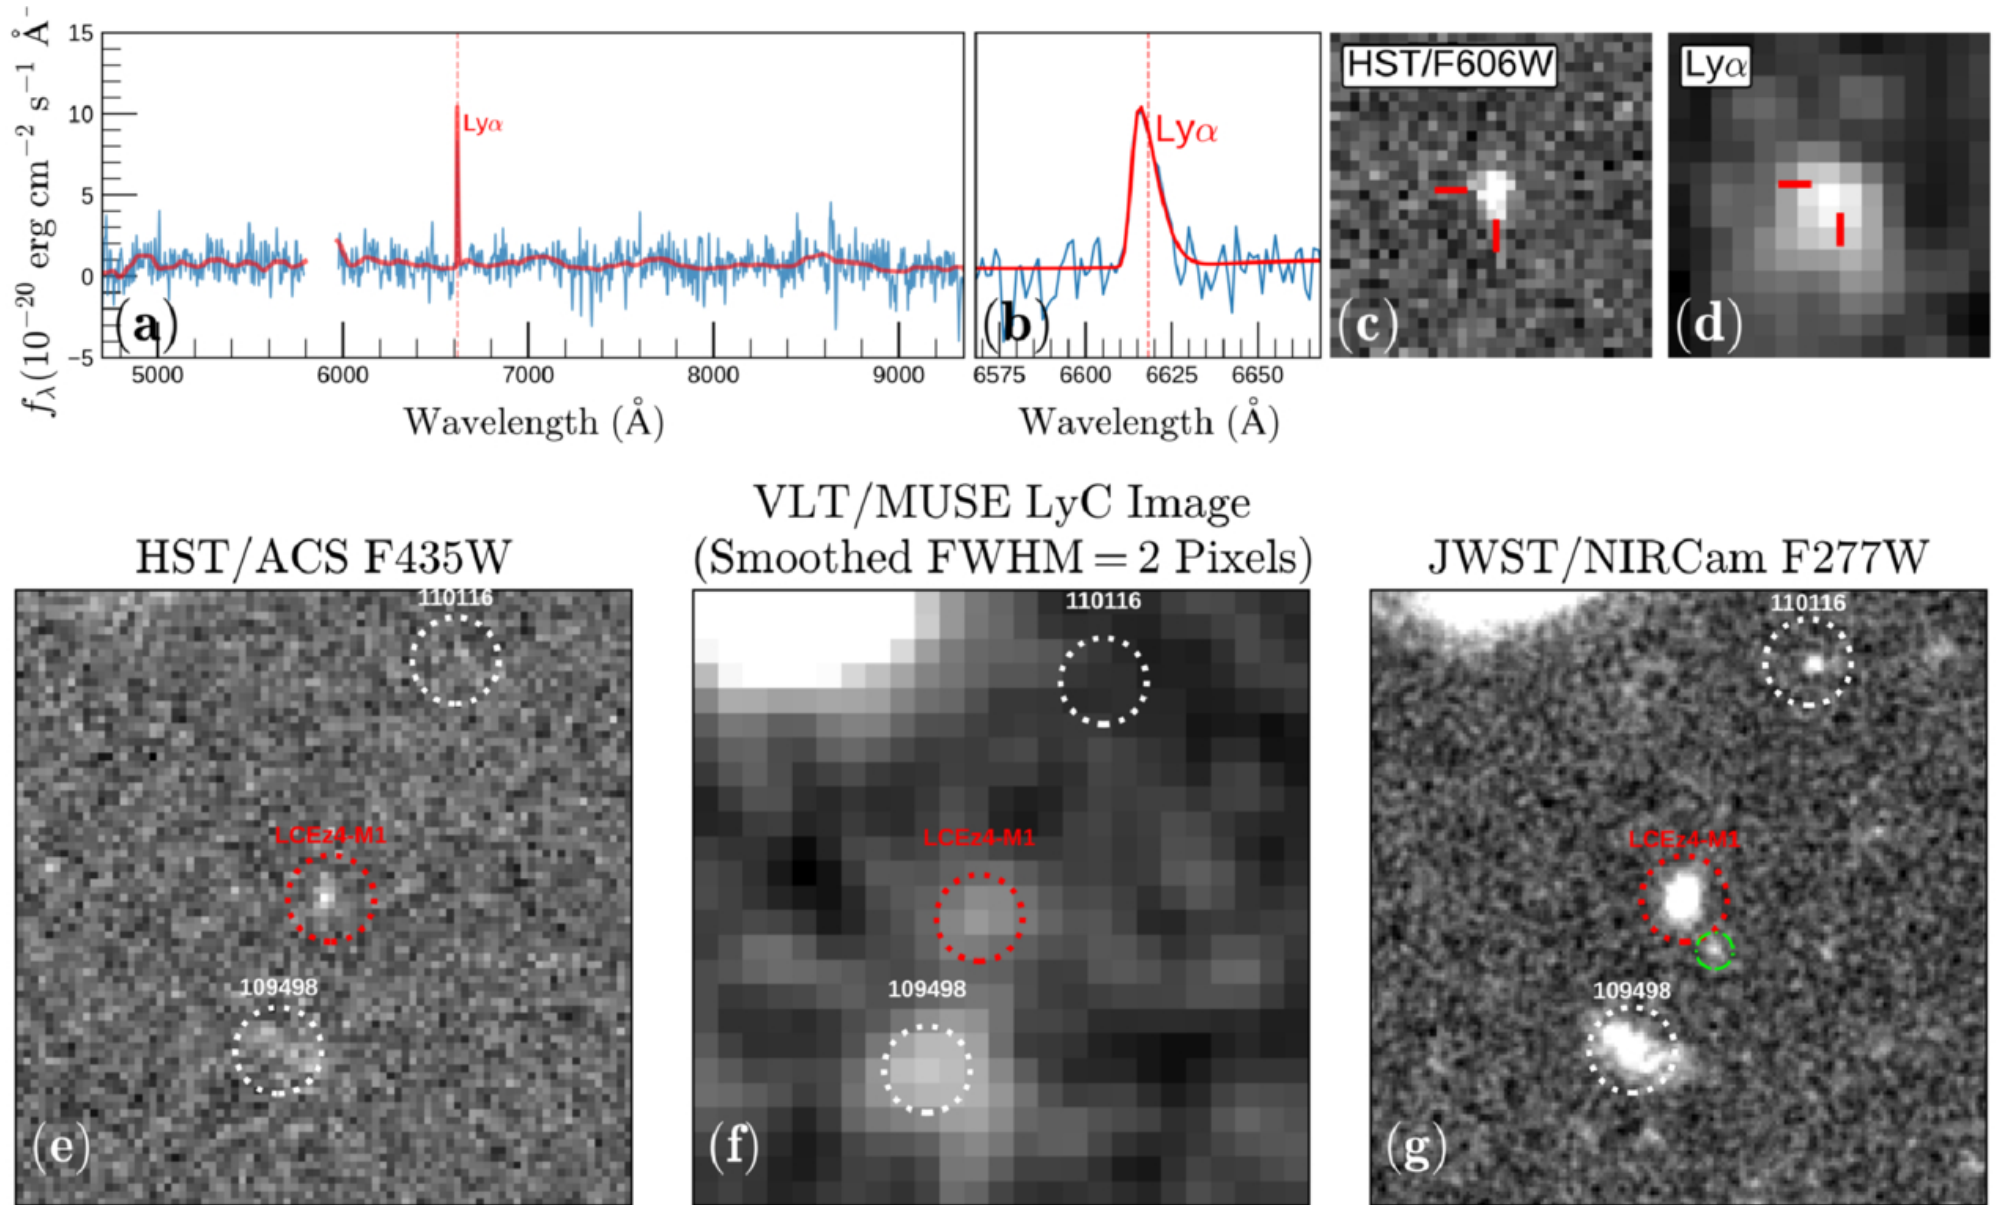 f_λ (10⁻²⁰ erg cm⁻² s⁻¹ Å⁻
15
10
5
0
−5
Lyα
(a)
5000 6000 7000 8000 9000
Wavelength (Å)
Lyα
(b)
6575 6600 6625 6650
Wavelength (Å)
HST/F606W
(c)
Lyα
(d)
HST/ACS F435W
110116
LCEz4-M1
109498
(e)
VLT/MUSE LyC Image
(Smoothed FWHM = 2 Pixels)
110116
LCEz4-M1
109498
(f)
JWST/NIRCam F277W
110116
LCEz4-M1
109498
(g)